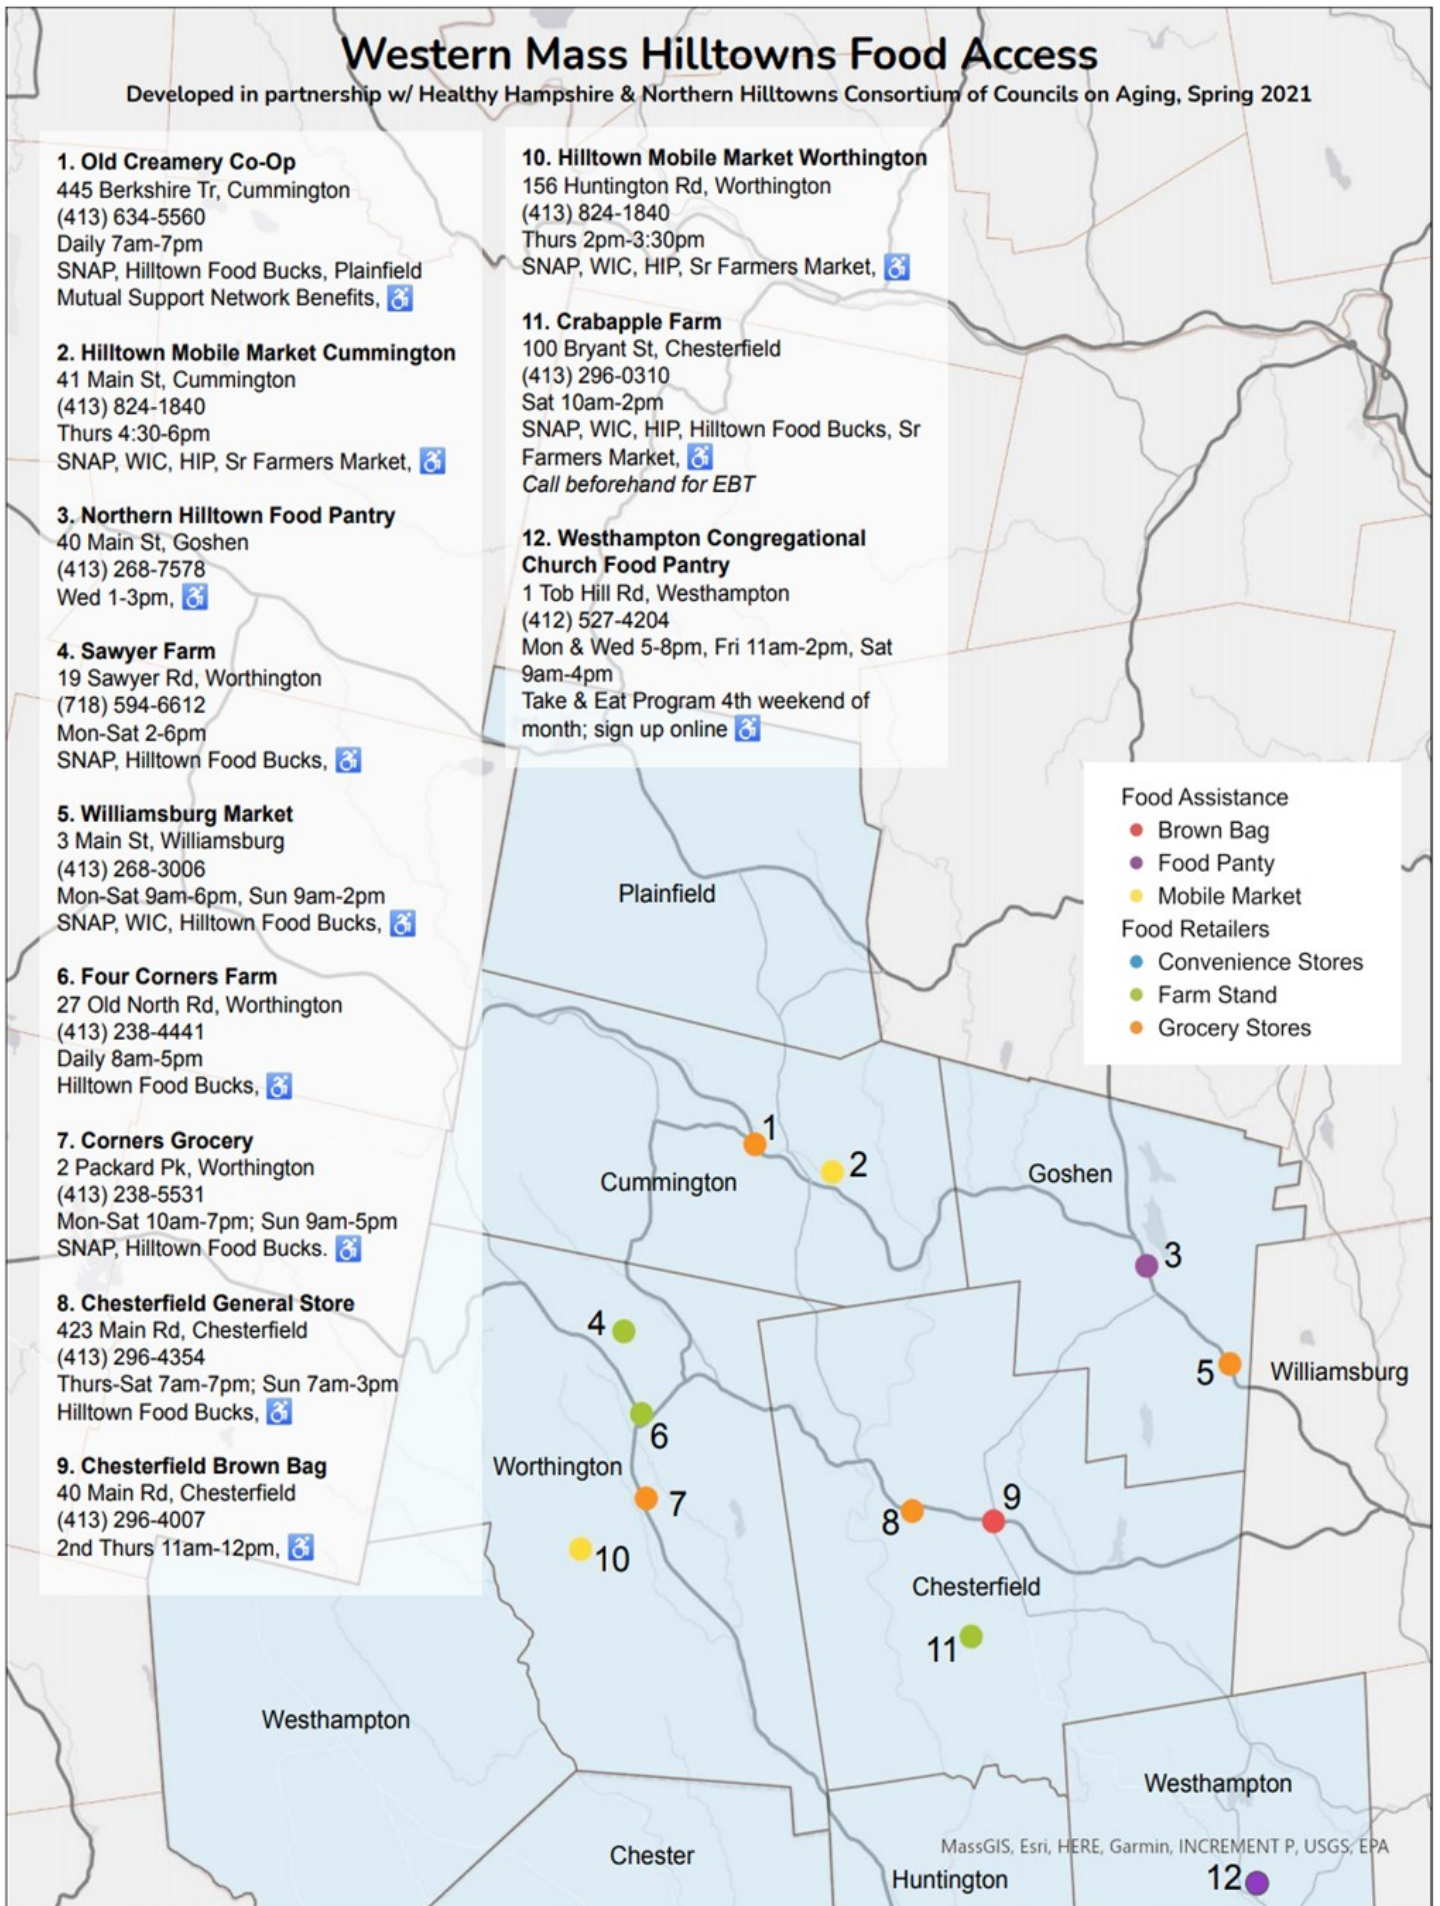 Western Mass Hilltowns Food Access
Developed in partnership w/ Healthy Hampshire & Northern Hilltowns Consortium of Councils on Aging, Spring 2021
1. Old Creamery Co-Op
445 Berkshire Tr, Cummington
(413) 634-5560
Daily 7am-7pm
SNAP, Hilltown Food Bucks, Plainfield
Mutual Support Network Benefits,
2. Hilltown Mobile Market Cummington
41 Main St, Cummington
(413) 824-1840
Thurs 4:30-6pm
SNAP, WIC, HIP, Sr Farmers Market,
3. Northern Hilltown Food Pantry
40 Main St, Goshen
(413) 268-7578
Wed 1-3pm,
4. Sawyer Farm
19 Sawyer Rd, Worthington
(718) 594-6612
Mon-Sat 2-6pm
SNAP, Hilltown Food Bucks,
5. Williamsburg Market
3 Main St, Williamsburg
(413) 268-3006
Mon-Sat 9am-6pm, Sun 9am-2pm
SNAP, WIC, Hilltown Food Bucks,
6. Four Corners Farm
27 Old North Rd, Worthington
(413) 238-4441
Daily 8am-5pm
Hilltown Food Bucks,
7. Corners Grocery
2 Packard Pk, Worthington
(413) 238-5531
Mon-Sat 10am-7pm; Sun 9am-5pm
SNAP, Hilltown Food Bucks.
8. Chesterfield General Store
423 Main Rd, Chesterfield
(413) 296-4354
Thurs-Sat 7am-7pm; Sun 7am-3pm
Hilltown Food Bucks,
9. Chesterfield Brown Bag
40 Main Rd, Chesterfield
(413) 296-4007
2nd Thurs 11am-12pm,
10. Hilltown Mobile Market Worthington
156 Huntington Rd, Worthington
(413) 824-1840
Thurs 2pm-3:30pm
SNAP, WIC, HIP, Sr Farmers Market,
11. Crabapple Farm
100 Bryant St, Chesterfield
(413) 296-0310
Sat 10am-2pm
SNAP, WIC, HIP, Hilltown Food Bucks, Sr
Farmers Market,
Call beforehand for EBT
12. Westhampton Congregational
Church Food Pantry
1 Tob Hill Rd, Westhampton
(412) 527-4204
Mon & Wed 5-8pm, Fri 11am-2pm, Sat
9am-4pm
Take & Eat Program 4th weekend of
month; sign up online
Food Assistance
Brown Bag
Food Panty
Mobile Market
Food Retailers
Convenience Stores
Farm Stand
Grocery Stores
Plainfield
1
2
Cummington
Goshen
3
4
5
Williamsburg
6
Worthington
7
8
9
10
Chesterfield
11
Westhampton
Westhampton
Chester
MassGIS, Esri, HERE, Garmin, INCREMENT P, USGS, EPA
Huntington
12